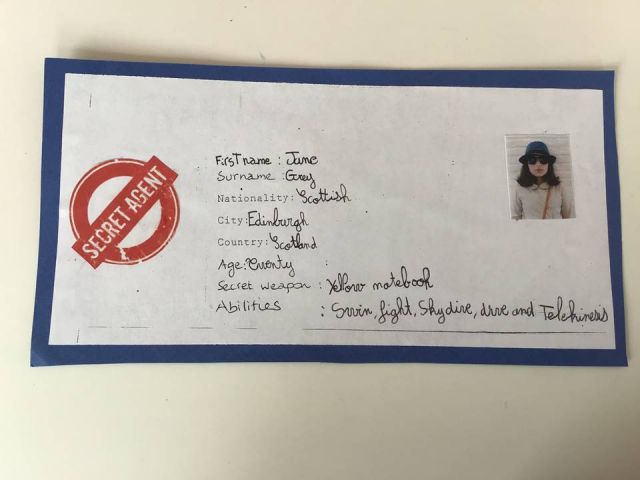 SECRET AGENT
First name : Jane
Surname : Grey
Nationality: Scottish
City: Edinburgh
Country: Scotland
Age: Twenty :
Secret weapon : Yellow notebook
Abilities : Swim, fight, Skydive, drive and Telekinesis